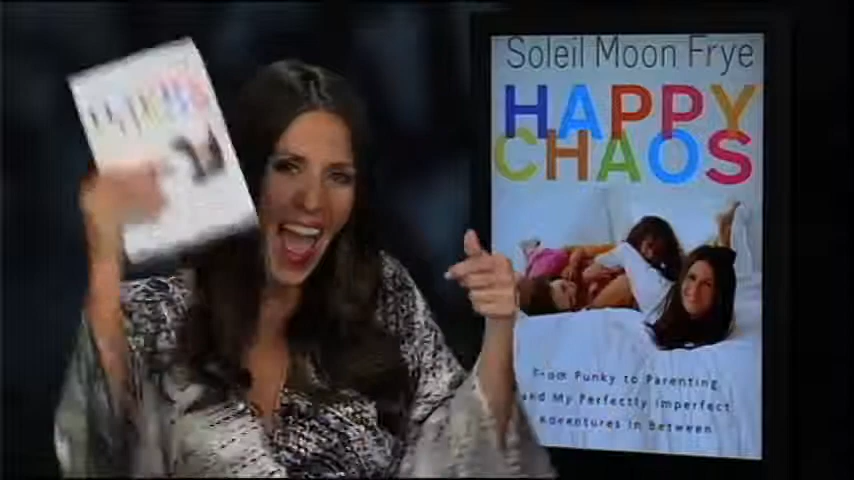 Soleil Moon Frye
HAPPY
CHAOS
From Punky to Parenting
and My Perfectly Imperfect
Adventures in Between